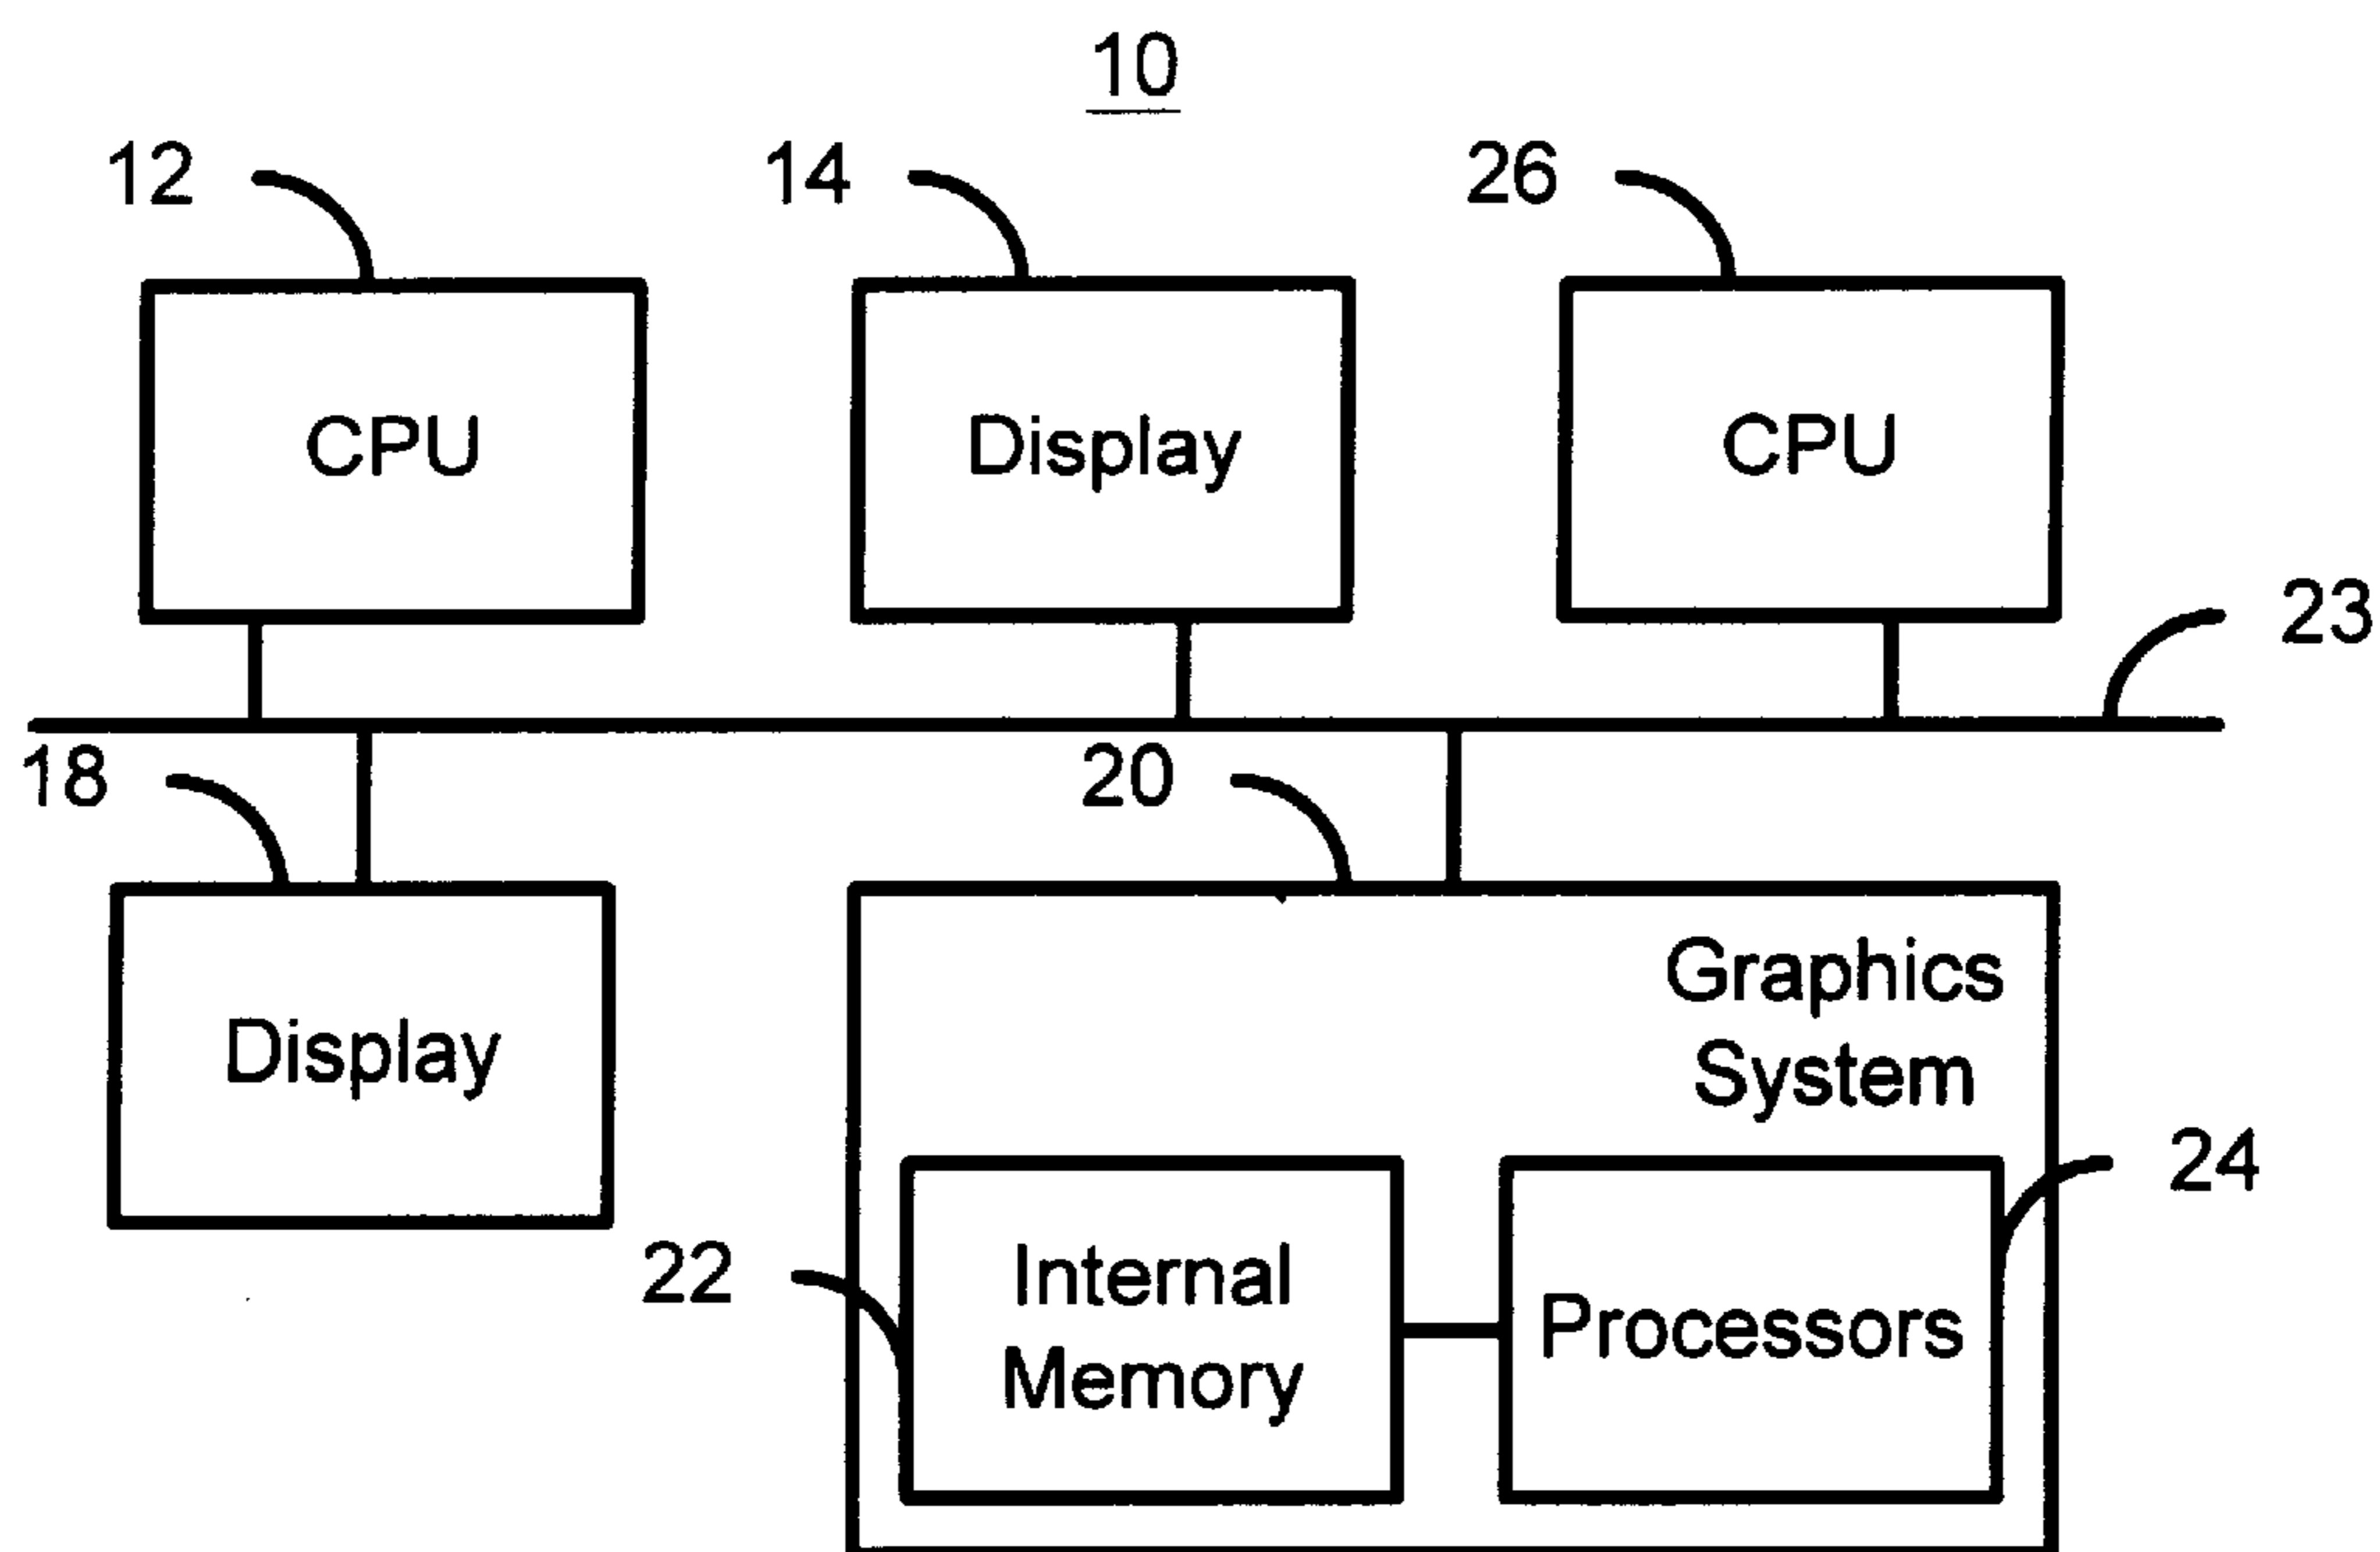 10
12
14
26
CPU
Display
CPU
23
18
20
Display
Graphics
System
24
22
Internal
Memory
Processors